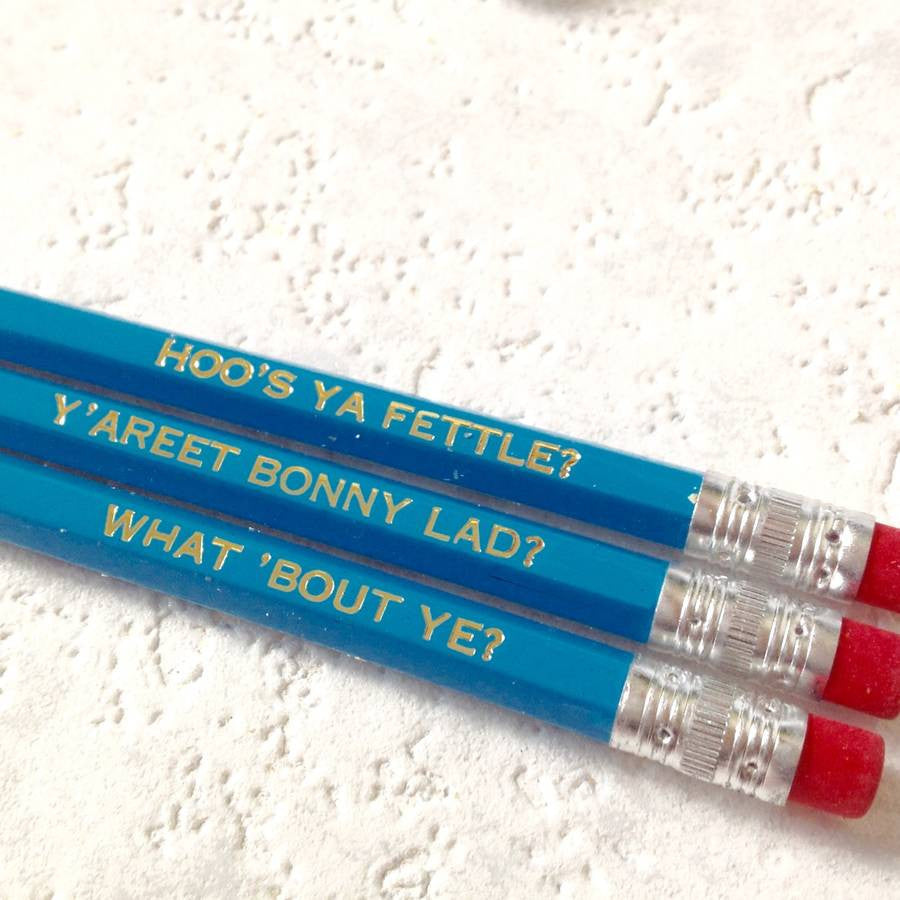 HOO'S YA FETTLE?
Y'AREET BONNY LAD?
WHAT 'BOUT YE?